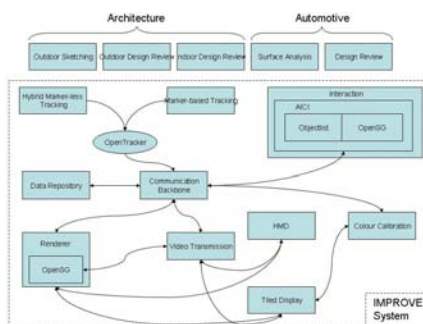 Architecture
Automotive
Outdoor Sketching
Outdoor Design Review
Indoor Design Review
Surface Analysis
Design Review
Hybrid Marker-less
Tracking
Marker-based Tracking
Interaction
AICI
Objectlist
OpenSG
OpenTracker
Data Repository
Communication
Backbone
Renderer
OpenSG
Video Transmission
HMD
Colour Calibration
Tiled Display
IMPROVE
System